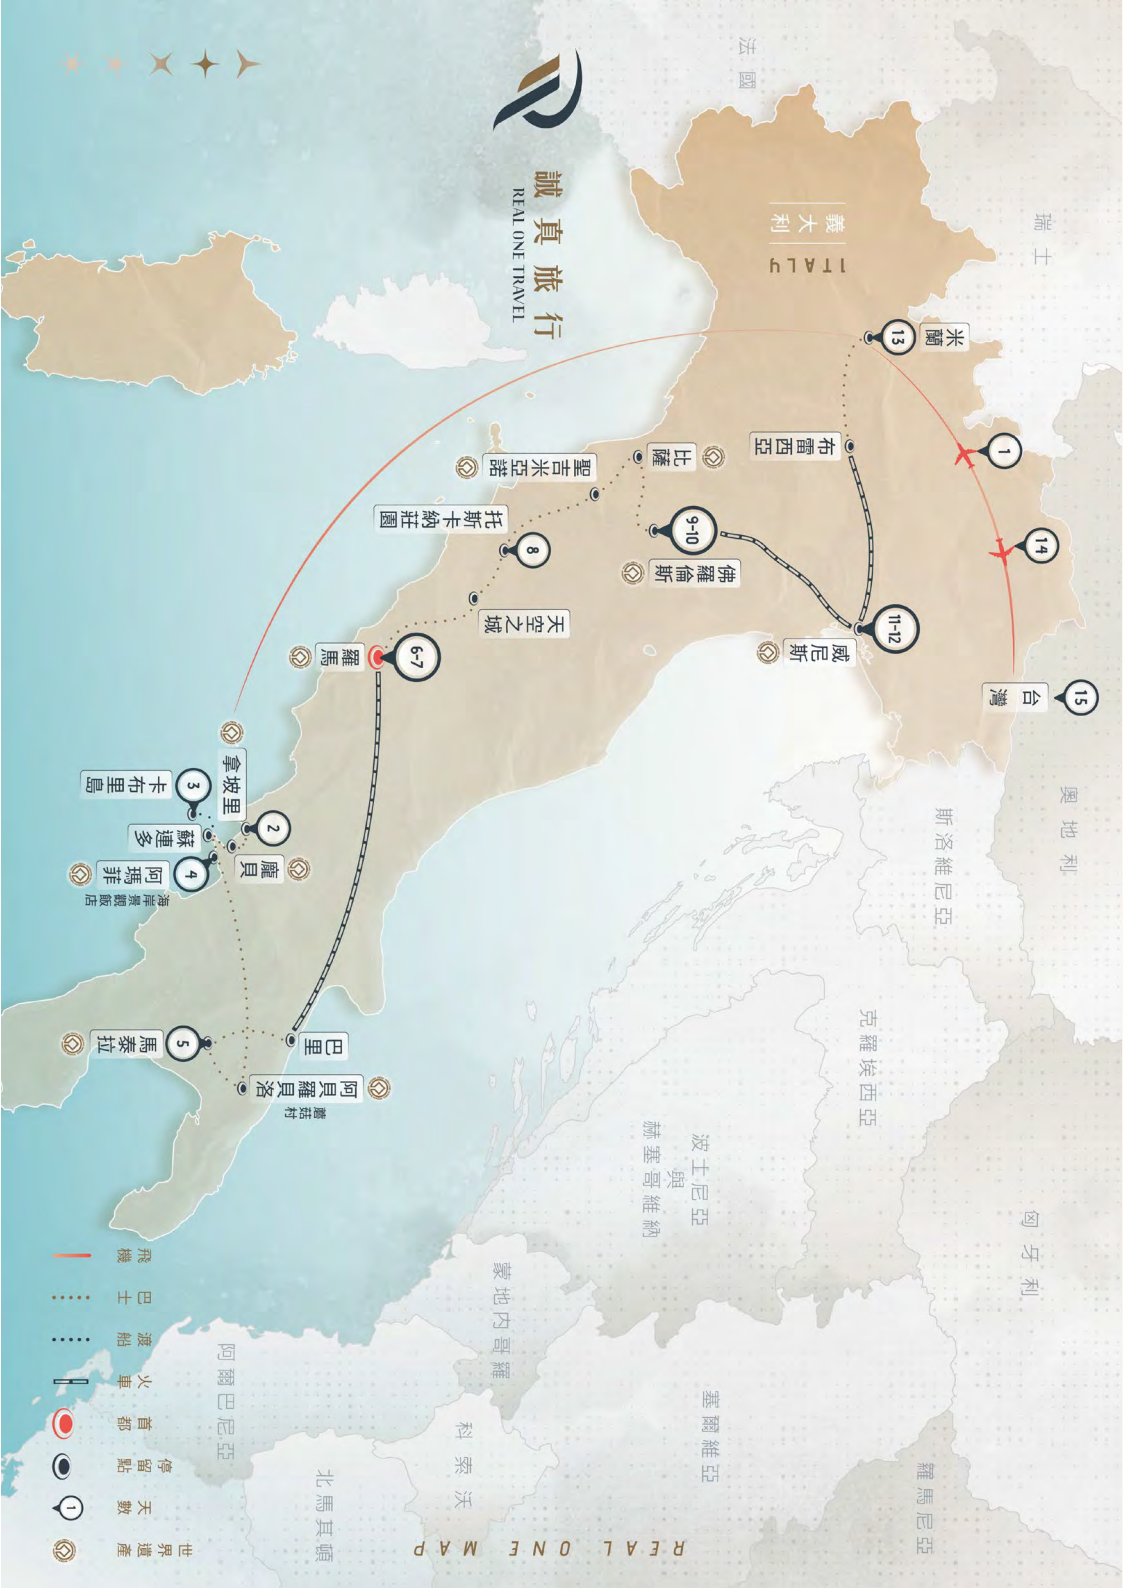 誠真旅行
REAL ONE TRAVEL
法國
瑞士
義大利
ITALY
奧地利
斯洛維尼亞
克羅埃西亞
匈牙利
波士尼亞
與
赫塞哥維納
蒙地內哥羅
塞爾維亞
羅馬尼亞
科索沃
阿爾巴尼亞
北馬其頓
13
米蘭
1
14
15
台灣
布雷西亞
11-12
威尼斯
比薩
9-10
佛羅倫斯
聖吉米亞諾
托斯卡納莊園
8
天空之城
6-7
羅馬
拿坡里
2
龐貝
3
卡布里島
蘇連多
4
阿瑪菲
海岸景觀飯店
5
馬泰拉
巴里
阿貝羅貝洛
蘑菇村
飛機
巴士
渡船
火車
首都
停留點
1
天數
世界遺產
REAL ONE MAP